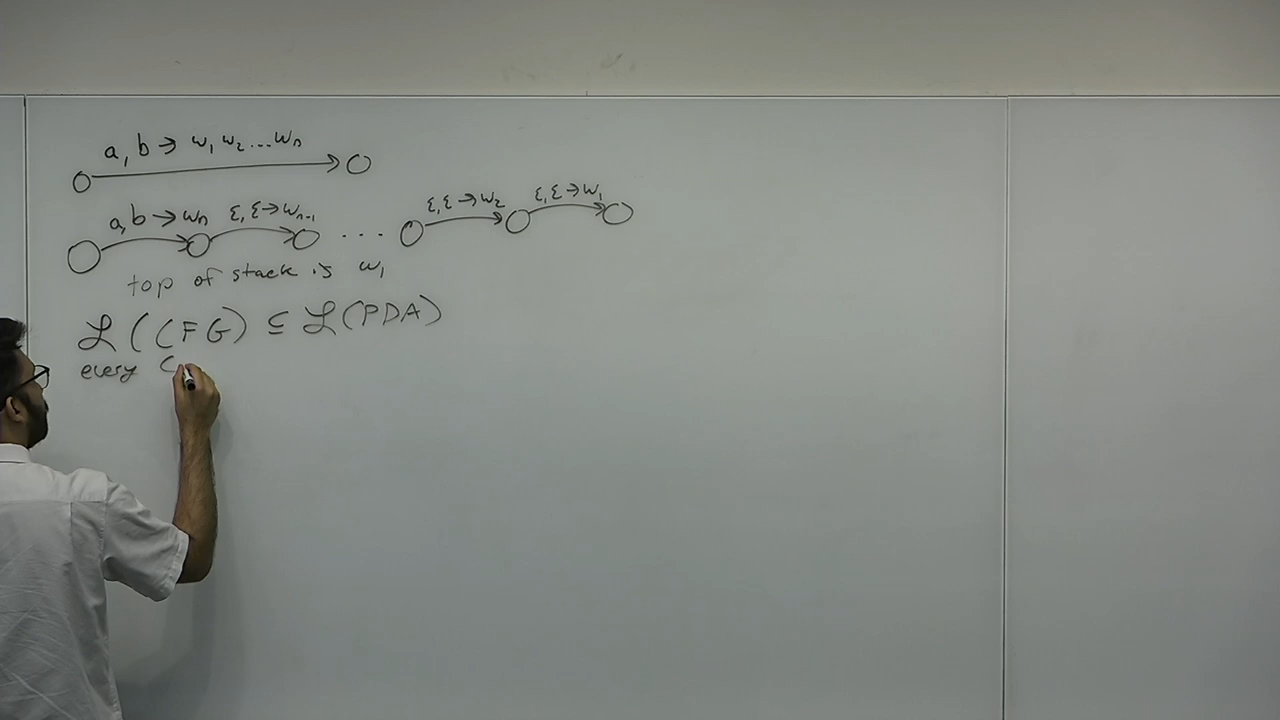 a, b → w₁ w₂ ... wₙ
a, b → wₙ ε, ε → wₙ₋₁ ... ε, ε → w₂ ε, ε → w₁
top of stack is w₁
ℒ(CFG) ⊆ ℒ(PDA)
every C